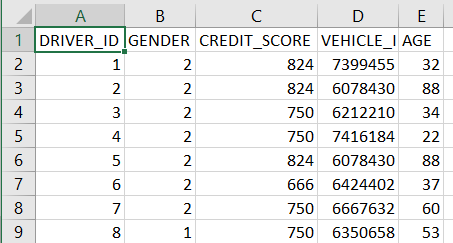 A B C D E
1 DRIVER_ID GENDER CREDIT_SCORE VEHICLE_I AGE
2 1 2 824 7399455 32
3 2 2 824 6078430 88
4 3 2 750 6212210 34
5 4 2 750 7416184 22
6 5 2 824 6078430 88
7 6 2 666 6424402 37
8 7 2 750 6667632 60
9 8 1 750 6350658 53